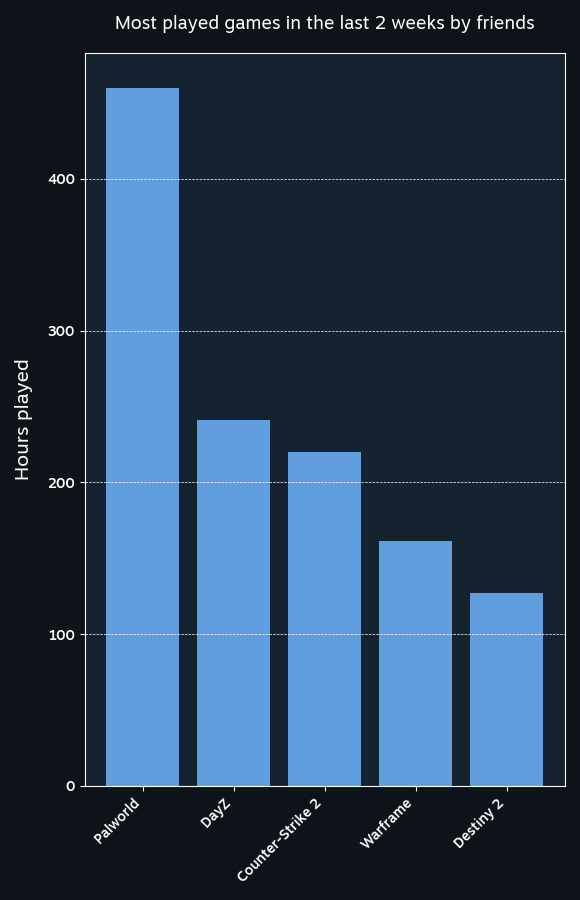 Most played games in the last 2 weeks by friends
Hours played
400
300
200
100
0
Palworld
DayZ
Counter-Strike 2
Warframe
Destiny 2